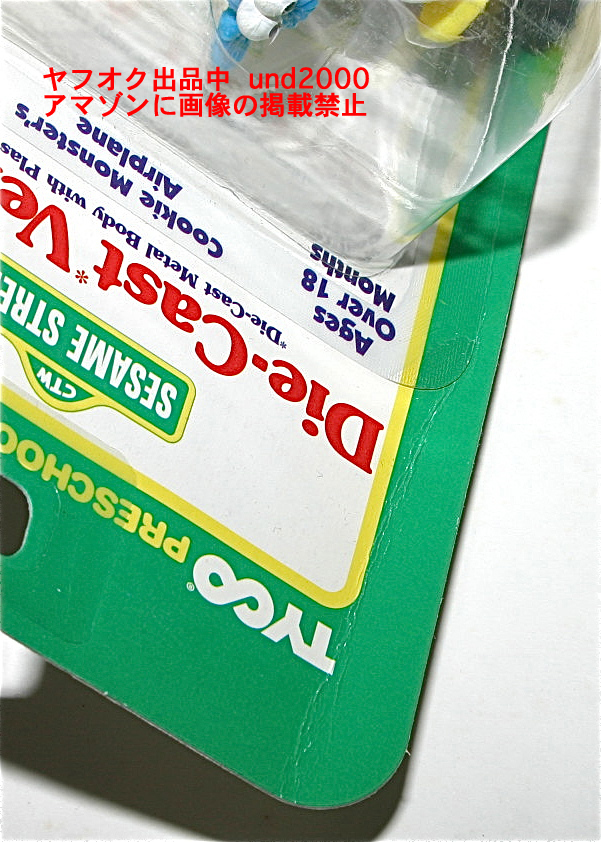 ヤフオク出品中 und2000
アマゾンに画像の掲載禁止
TYCO® PRESCHOO
CTW
SESAME STRE
Die-Cast* Ve
*Die-Cast Metal Body with Plas
Ages
Over 18
Months
Cookie Monster's
Airplane